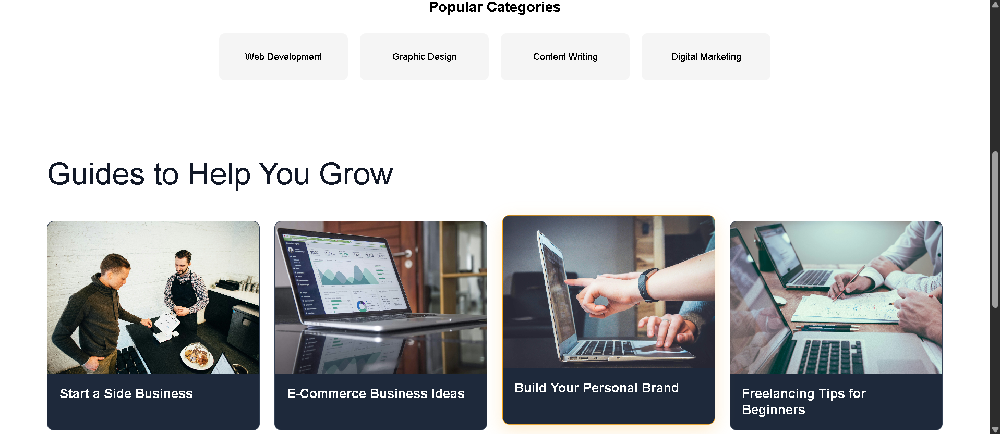 Popular Categories
Web Development
Graphic Design
Content Writing
Digital Marketing
Guides to Help You Grow
Start a Side Business
E-Commerce Business Ideas
Build Your Personal Brand
Freelancing Tips for
Beginners